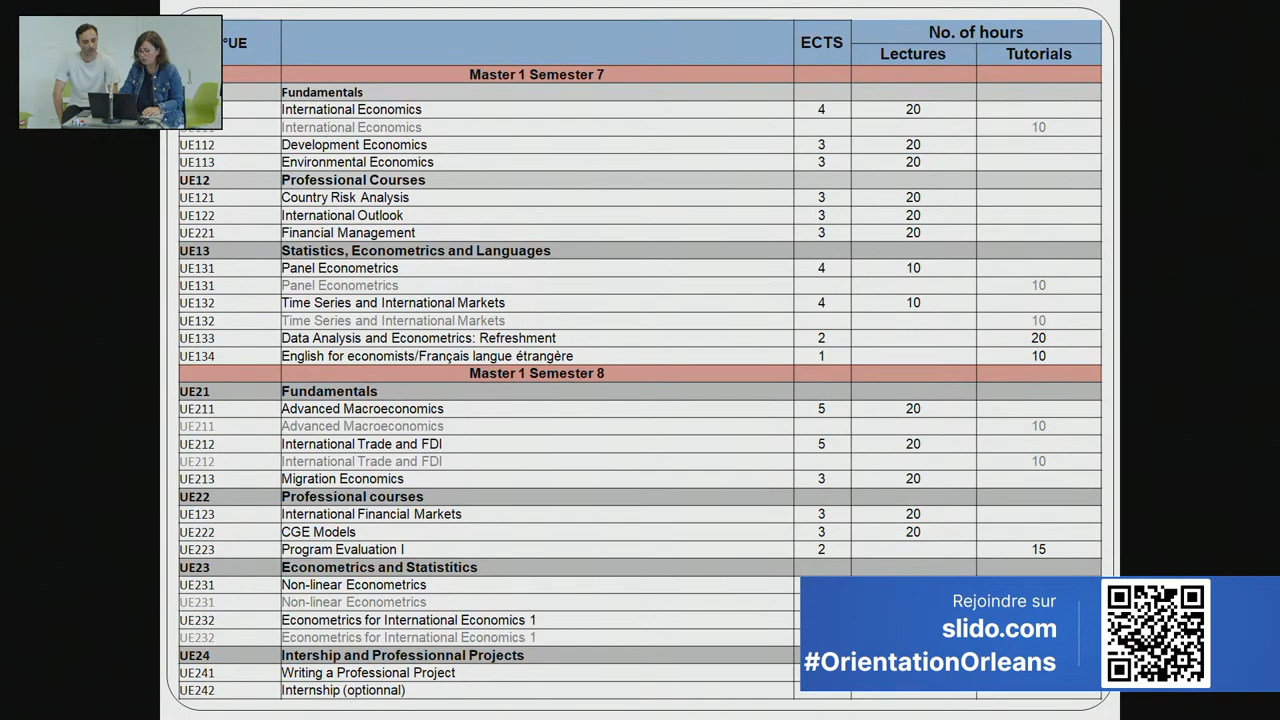 °UE ECTS No. of hours
Lectures Tutorials
Master 1 Semester 7
Fundamentals
International Economics 4 20
International Economics 10
UE112 Development Economics 3 20
UE113 Environmental Economics 3 20
UE12 Professional Courses
UE121 Country Risk Analysis 3 20
UE122 International Outlook 3 20
UE221 Financial Management 3 20
UE13 Statistics, Econometrics and Languages
UE131 Panel Econometrics 4 10
UE131 Panel Econometrics 10
UE132 Time Series and International Markets 4 10
UE132 Time Series and International Markets 10
UE133 Data Analysis and Econometrics: Refreshment 2 20
UE134 English for economists/Français langue étrangère 1 10
Master 1 Semester 8
UE21 Fundamentals
UE211 Advanced Macroeconomics 5 20
UE211 Advanced Macroeconomics 10
UE212 International Trade and FDI 5 20
UE212 International Trade and FDI 10
UE213 Migration Economics 3 20
UE22 Professional courses
UE123 International Financial Markets 3 20
UE222 CGE Models 3 20
UE223 Program Evaluation I 2 15
UE23 Econometrics and Statistitics
UE231 Non-linear Econometrics
UE231 Non-linear Econometrics
UE232 Econometrics for International Economics 1
UE232 Econometrics for International Economics 1
UE24 Intership and Professionnal Projects
UE241 Writing a Professional Project
UE242 Internship (optionnal)
Rejoindre sur
slido.com
#OrientationOrleans